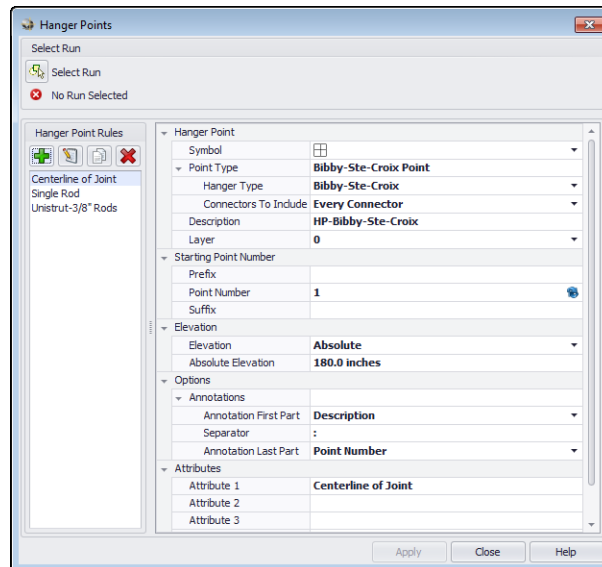 Hanger Points
Select Run
Select Run
No Run Selected
Hanger Point Rules
Centerline of Joint
Single Rod
Unistrut-3/8" Rods
Hanger Point
Symbol
Point Type Bibby-Ste-Croix Point
Hanger Type Bibby-Ste-Croix
Connectors To Include Every Connector
Description HP-Bibby-Ste-Croix
Layer 0
Starting Point Number
Prefix
Point Number 1
Suffix
Elevation
Elevation Absolute
Absolute Elevation 180.0 inches
Options
Annotations
Annotation First Part Description
Separator :
Annotation Last Part Point Number
Attributes
Attribute 1 Centerline of Joint
Attribute 2
Attribute 3
Apply Close Help